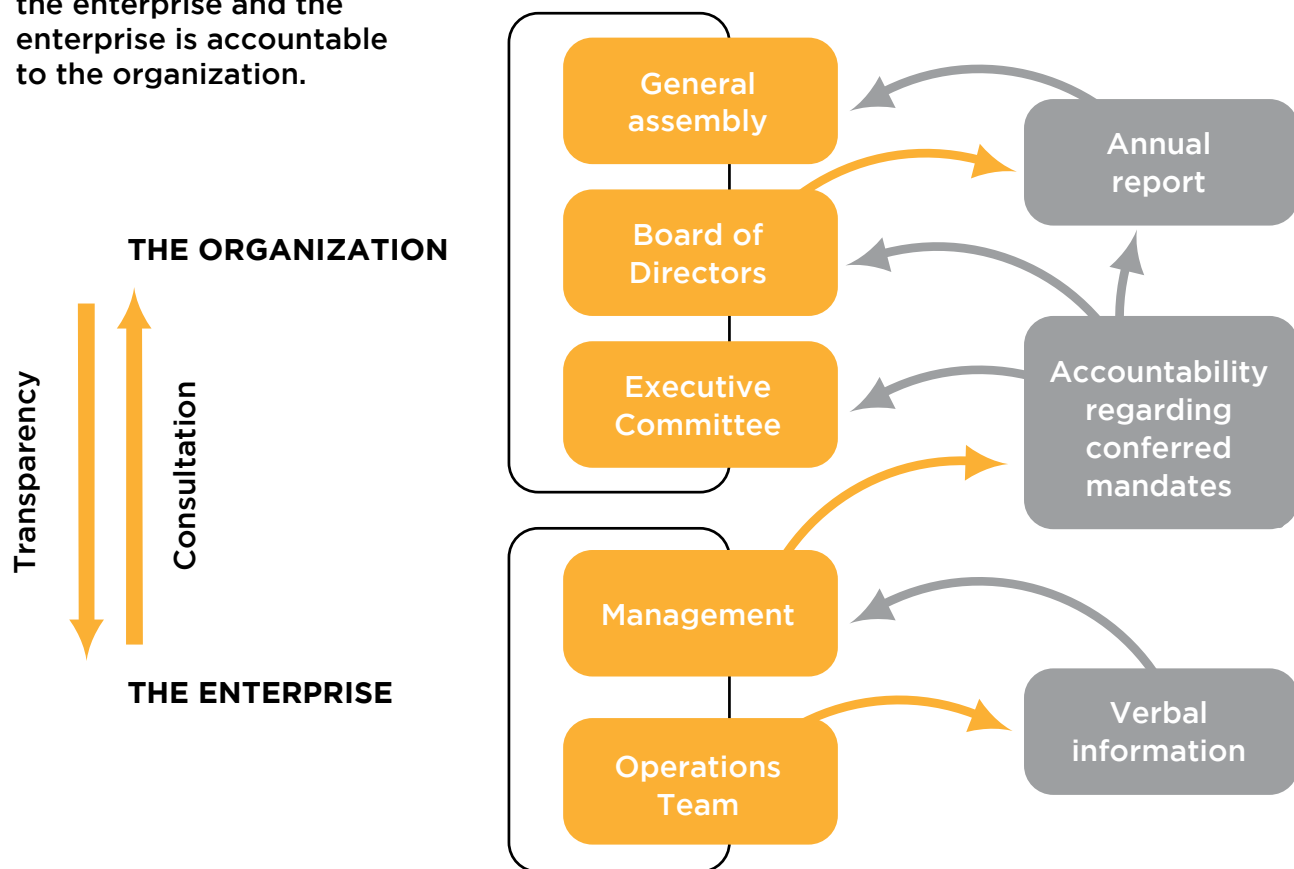 the enterprise and the
enterprise is accountable
to the organization.
General
assembly
Annual
report
THE ORGANIZATION
Board of
Directors
Transparency
Consultation
Executive
Committee
Accountability
regarding
conferred
mandates
Management
THE ENTERPRISE
Verbal
information
Operations
Team